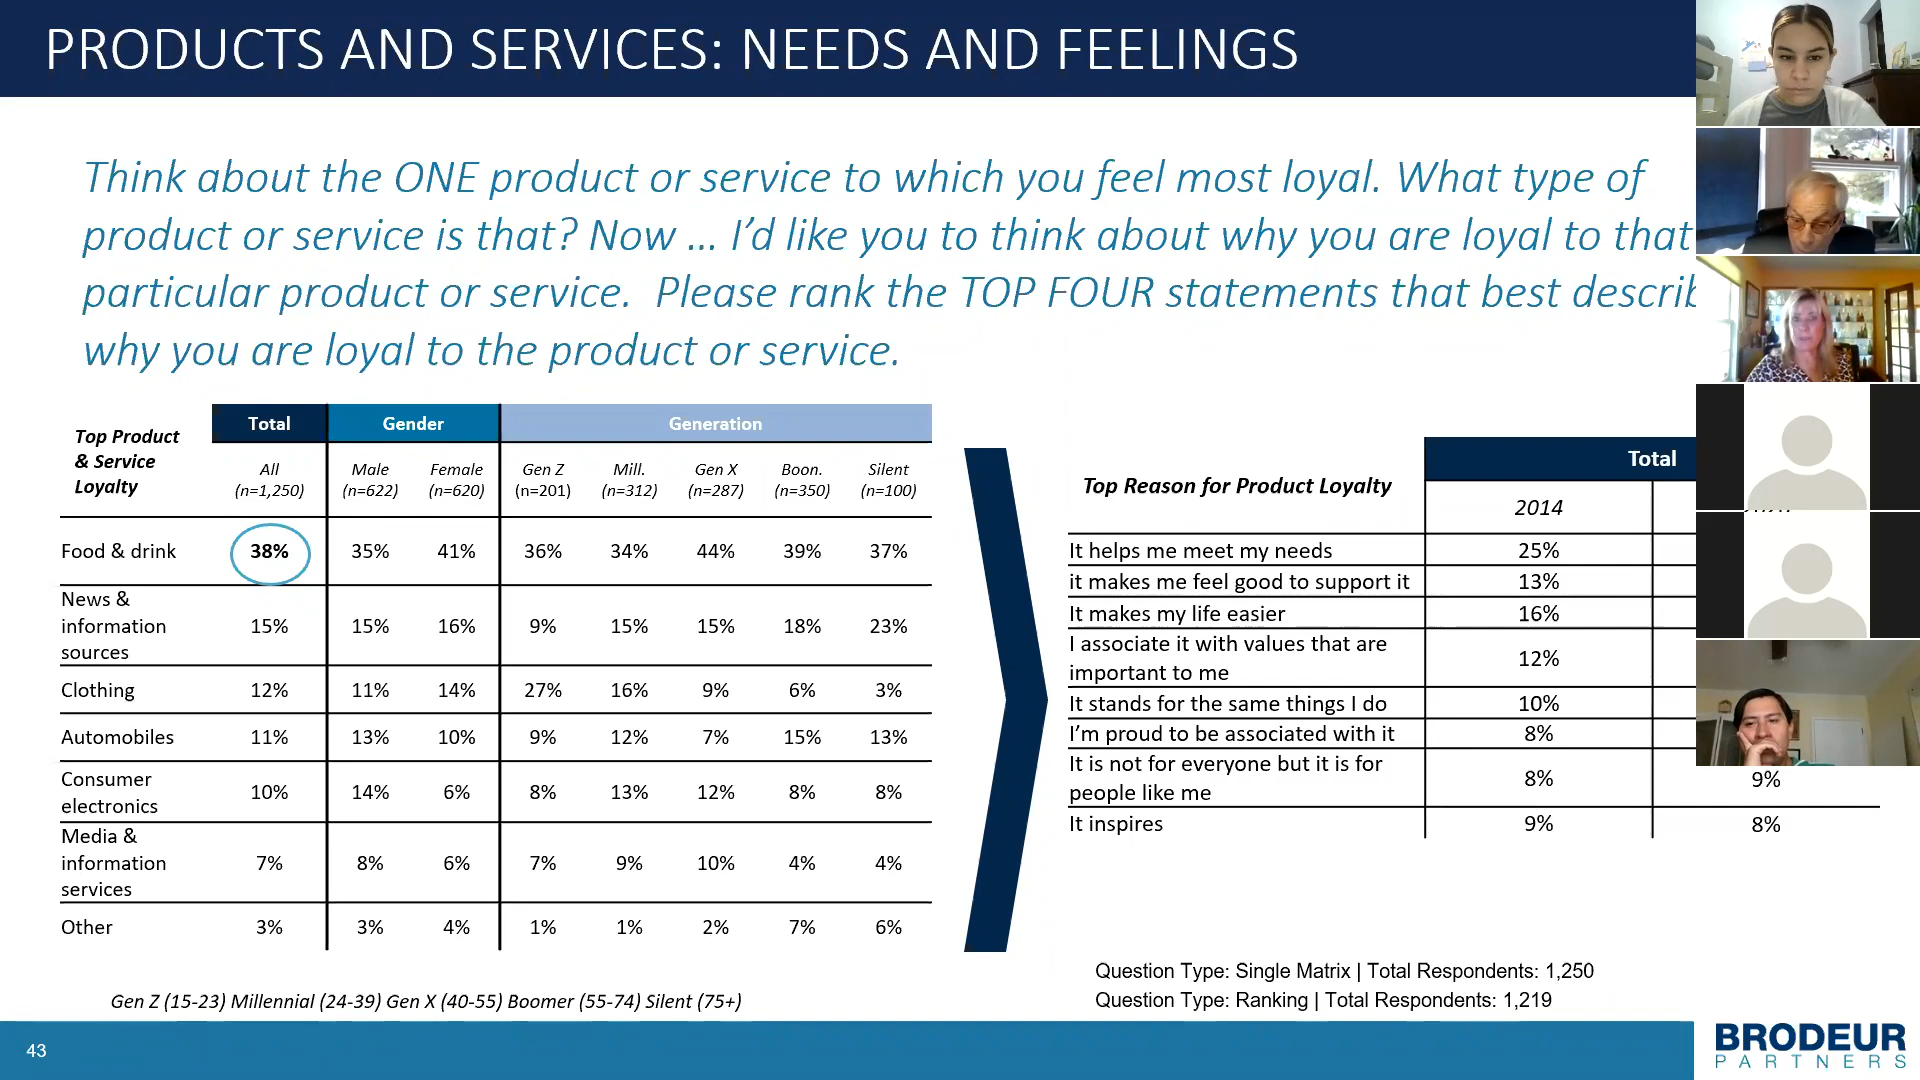 PRODUCTS AND SERVICES: NEEDS AND FEELINGS
Think about the ONE product or service to which you feel most loyal. What type of
product or service is that? Now ... I’d like you to think about why you are loyal to that
particular product or service.  Please rank the TOP FOUR statements that best describ
why you are loyal to the product or service.
Top Product & Service Loyalty Total Gender Generation
All (n=1,250) Male (n=622) Female (n=620) Gen Z (n=201) Mill. (n=312) Gen X (n=287) Boon. (n=350) Silent (n=100)
Food & drink 38% 35% 41% 36% 34% 44% 39% 37%
News & information sources 15% 15% 16% 9% 15% 15% 18% 23%
Clothing 12% 11% 14% 27% 16% 9% 6% 3%
Automobiles 11% 13% 10% 9% 12% 7% 15% 13%
Consumer electronics 10% 14% 6% 8% 13% 12% 8% 8%
Media & information services 7% 8% 6% 7% 9% 10% 4% 4%
Other 3% 3% 4% 1% 1% 2% 7% 6%
Gen Z (15-23) Millennial (24-39) Gen X (40-55) Boomer (55-74) Silent (75+)
Top Reason for Product Loyalty Total
2014
It helps me meet my needs 25%
it makes me feel good to support it 13%
It makes my life easier 16%
I associate it with values that are important to me 12%
It stands for the same things I do 10%
I’m proud to be associated with it 8%
It is not for everyone but it is for people like me 8% 9%
It inspires 9% 8%
Question Type: Single Matrix | Total Respondents: 1,250
Question Type: Ranking | Total Respondents: 1,219
43
BRODEUR
PARTNERS